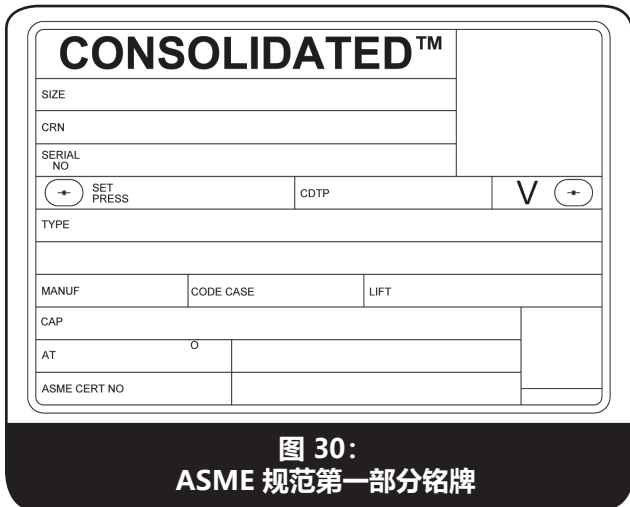 CONSOLIDATED™
SIZE
CRN
SERIAL
NO
SET
PRESS
CDTP
V
TYPE
MANUF
CODE CASE
LIFT
CAP
AT
O
ASME CERT NO
图 30：
ASME 规范第一部分铭牌